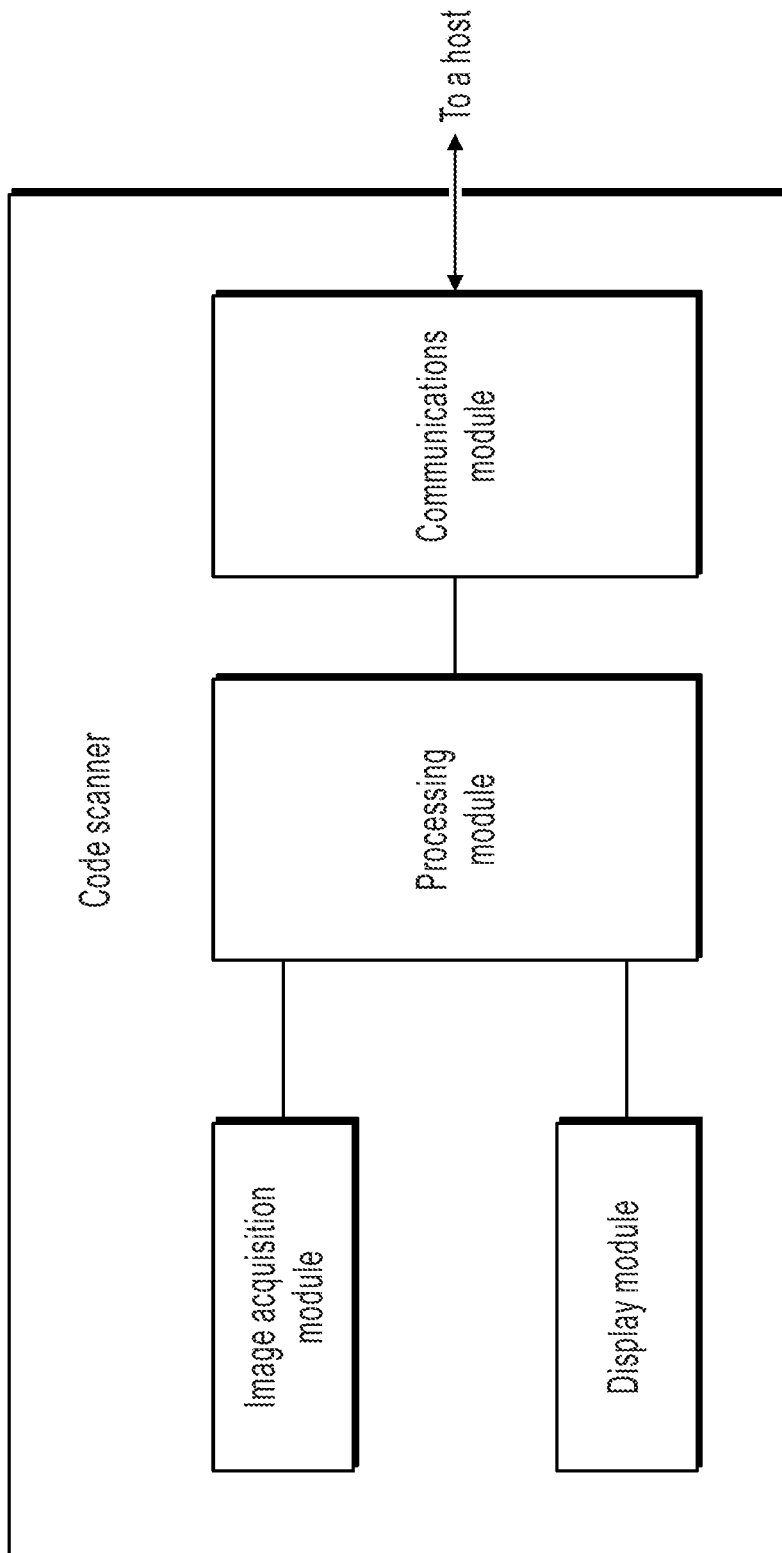 Code scanner
Image acquisition
module
Display module
Processing
module
Communications
module
To a host